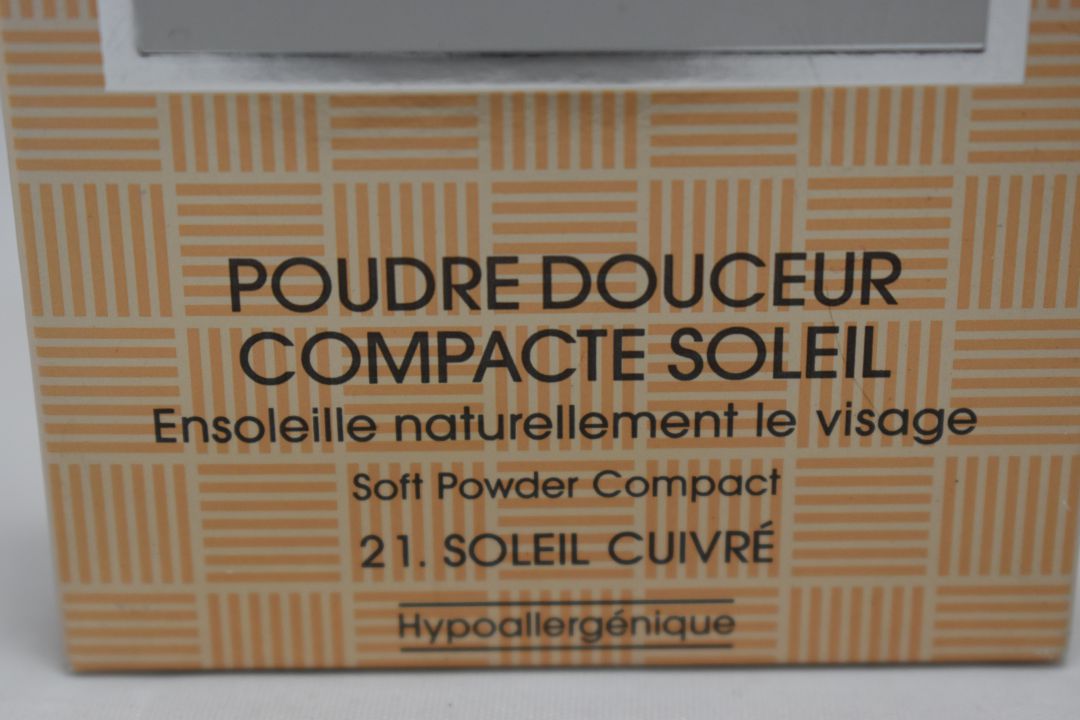 POUDRE DOUCEUR
COMPACTE SOLEIL
Ensoleille naturellement le visage
Soft Powder Compact
21. SOLEIL CUIVRÉ
Hypoallergénique